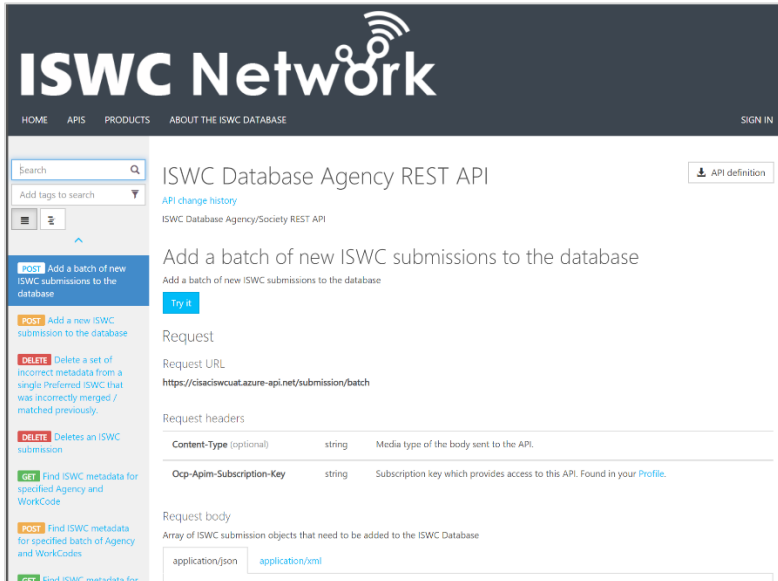 ISWC Network
HOME APIS PRODUCTS ABOUT THE ISWC DATABASE SIGN IN
Search
Add tags to search
POST Add a batch of new
ISWC submissions to the
database
POST Add a new ISWC
submission to the database
DELETE Delete a set of
incorrect metadata from a
single Preferred ISWC that
was incorrectly merged /
matched previously.
DELETE Deletes an ISWC
submission
GET Find ISWC metadata for
specified Agency and
WorkCode
POST Find ISWC metadata
for specified batch of Agency
and WorkCodes
GET Find ISWC metadata for
ISWC Database Agency REST API
API definition
API change history
ISWC Database Agency/Society REST API
Add a batch of new ISWC submissions to the database
Add a batch of new ISWC submissions to the database
Try it
Request
Request URL
https://cisaciswcuat.azure-api.net/submission/batch
Request headers
Content-Type (optional) string Media type of the body sent to the API.
Ocp-Apim-Subscription-Key string Subscription key which provides access to this API. Found in your Profile.
Request body
Array of ISWC submission objects that need to be added to the ISWC Database
application/json application/xml